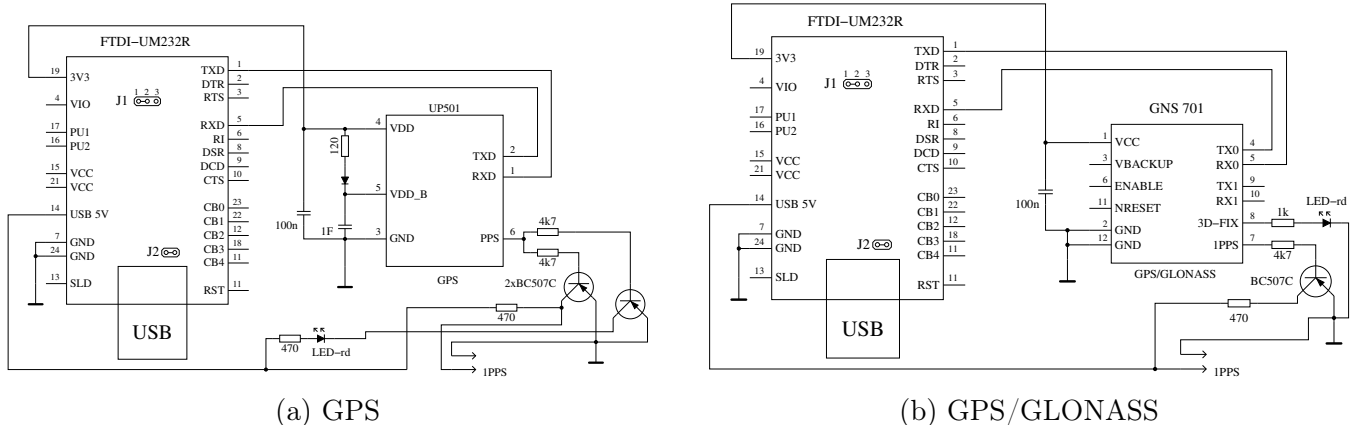 FTDI−UM232R
19 3V3
4 VIO
17 PU1
16 PU2
15 VCC
21 VCC
14 USB 5V
7 GND
24 GND
13 SLD
J1
1 2 3
J2
USB
TXD 1
DTR 2
RTS 3
RXD 5
RI 6
DSR 8
DCD 9
CTS 10
CB0 23
CB1 22
CB2 12
CB3 18
CB4 11
RST 11
UP501
4 VDD
5 VDD_B
3 GND
TXD 2
RXD 1
PPS 6
GPS
120
100n
1F
4k7
4k7
2xBC507C
470
470
LED−rd
1PPS
(a) GPS
FTDI−UM232R
19 3V3
4 VIO
17 PU1
16 PU2
15 VCC
21 VCC
14 USB 5V
7 GND
24 GND
13 SLD
J1
1 2 3
J2
USB
TXD 1
DTR 2
RTS 3
RXD 5
RI 6
DSR 8
DCD 9
CTS 10
CB0 23
CB1 22
CB2 12
CB3 18
CB4 11
RST 11
GNS 701
1 VCC
3 VBACKUP
6 ENABLE
11 NRESET
2 GND
12 GND
TX0 4
RX0 5
TX1 9
RX1 10
3D−FIX 8
1PPS 7
GPS/GLONASS
100n
1k
LED−rd
4k7
BC507C
470
1PPS
(b) GPS/GLONASS